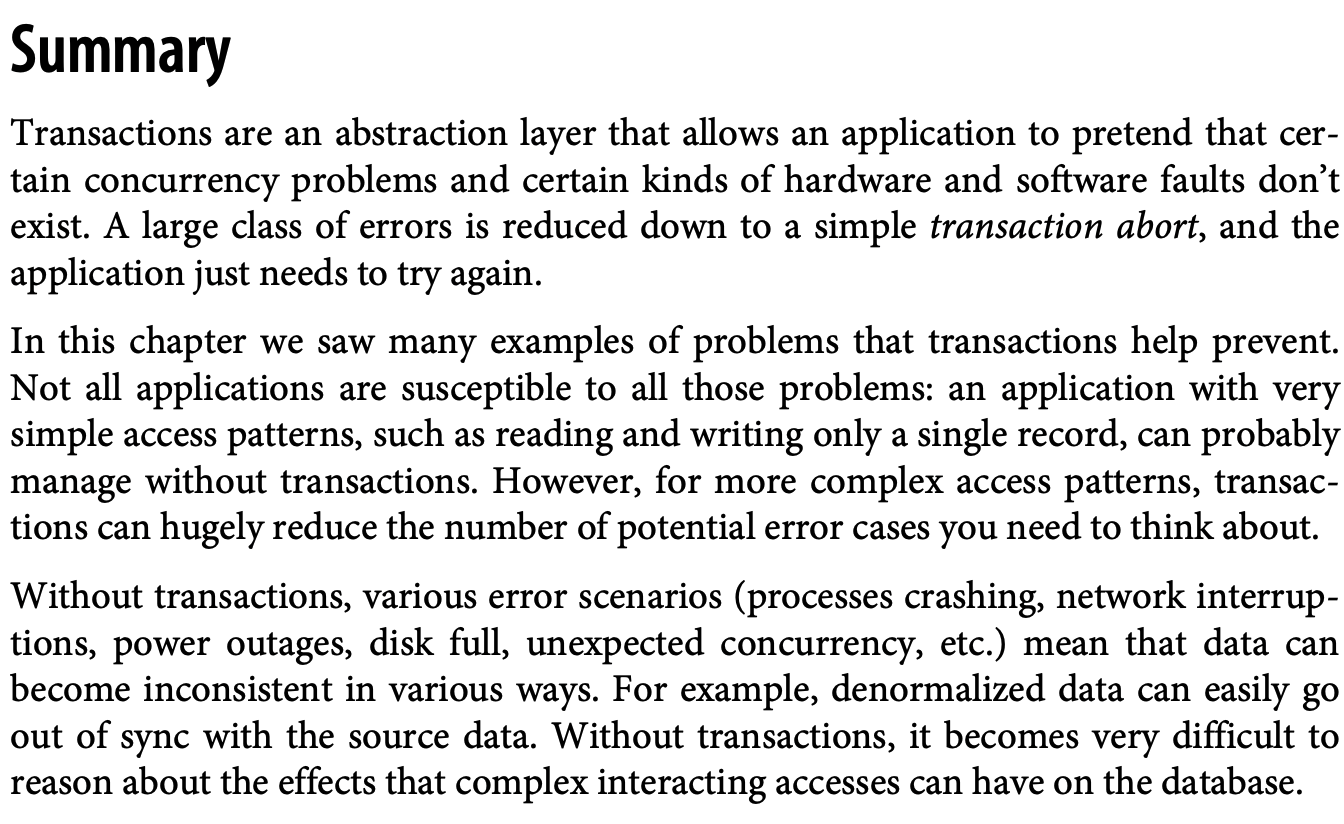 Summary
Transactions are an abstraction layer that allows an application to pretend that cer-
tain concurrency problems and certain kinds of hardware and software faults don’t
exist. A large class of errors is reduced down to a simple transaction abort, and the
application just needs to try again.
In this chapter we saw many examples of problems that transactions help prevent.
Not all applications are susceptible to all those problems: an application with very
simple access patterns, such as reading and writing only a single record, can probably
manage without transactions. However, for more complex access patterns, transac-
tions can hugely reduce the number of potential error cases you need to think about.
Without transactions, various error scenarios (processes crashing, network interrup-
tions, power outages, disk full, unexpected concurrency, etc.) mean that data can
become inconsistent in various ways. For example, denormalized data can easily go
out of sync with the source data. Without transactions, it becomes very difficult to
reason about the effects that complex interacting accesses can have on the database.